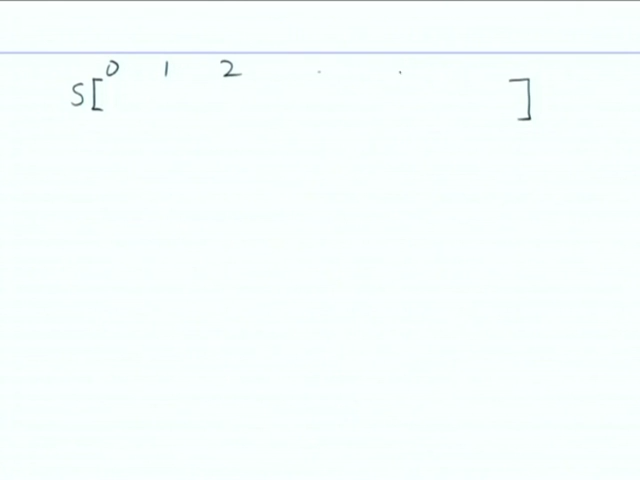 0 1 2 . .
S[ ]